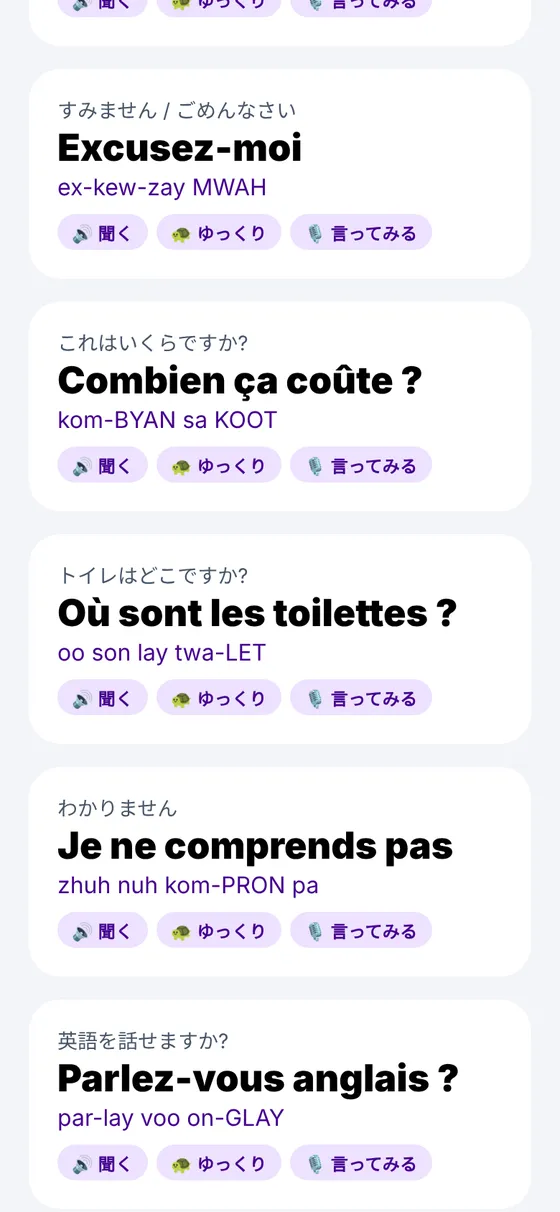 聞く ゆっくり 言ってみる
すみません / ごめんなさい
Excusez-moi
ex-kew-zay MWAH
🔊 聞く 🐢 ゆっくり 🎙️ 言ってみる
これはいくらですか?
Combien ça coûte ?
kom-BYAN sa KOOT
🔊 聞く 🐢 ゆっくり 🎙️ 言ってみる
トイレはどこですか?
Où sont les toilettes ?
oo son lay twa-LET
🔊 聞く 🐢 ゆっくり 🎙️ 言ってみる
わかりません
Je ne comprends pas
zhuh nuh kom-PRON pa
🔊 聞く 🐢 ゆっくり 🎙️ 言ってみる
英語を話せますか?
Parlez-vous anglais ?
par-lay voo on-GLAY
🔊 聞く 🐢 ゆっくり 🎙️ 言ってみる